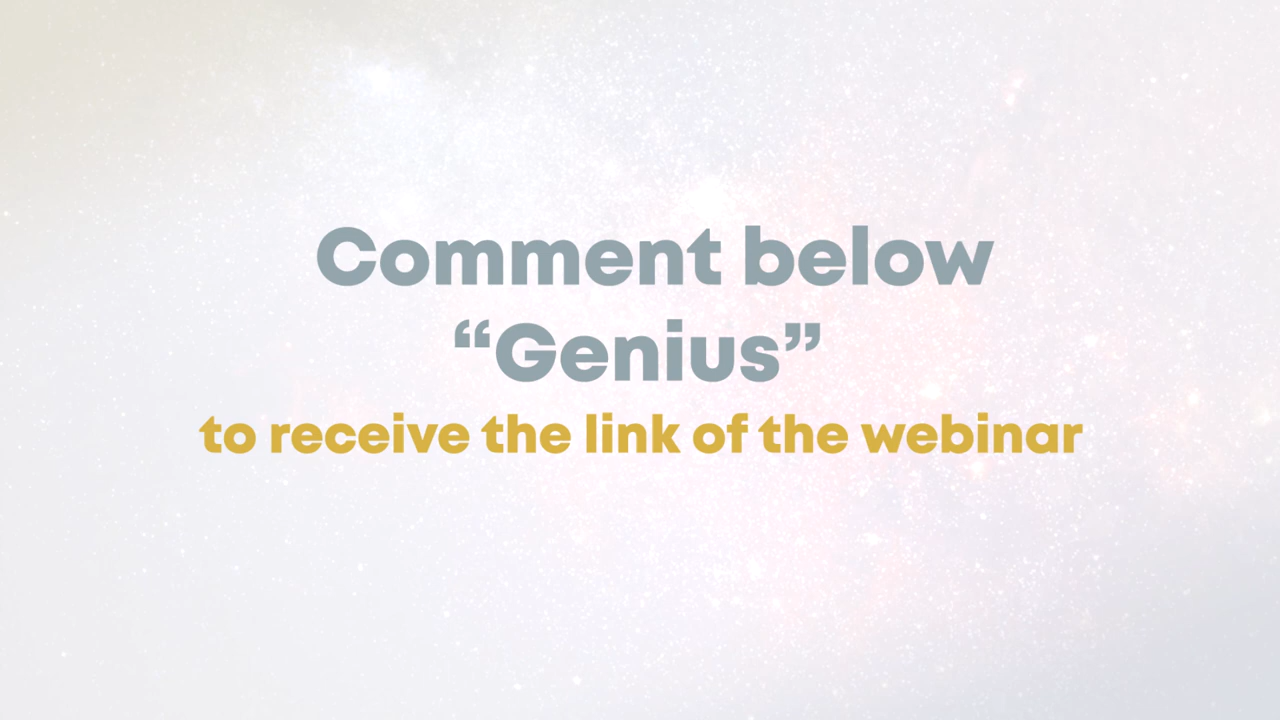 Comment below
“Genius”
to receive the link of the webinar